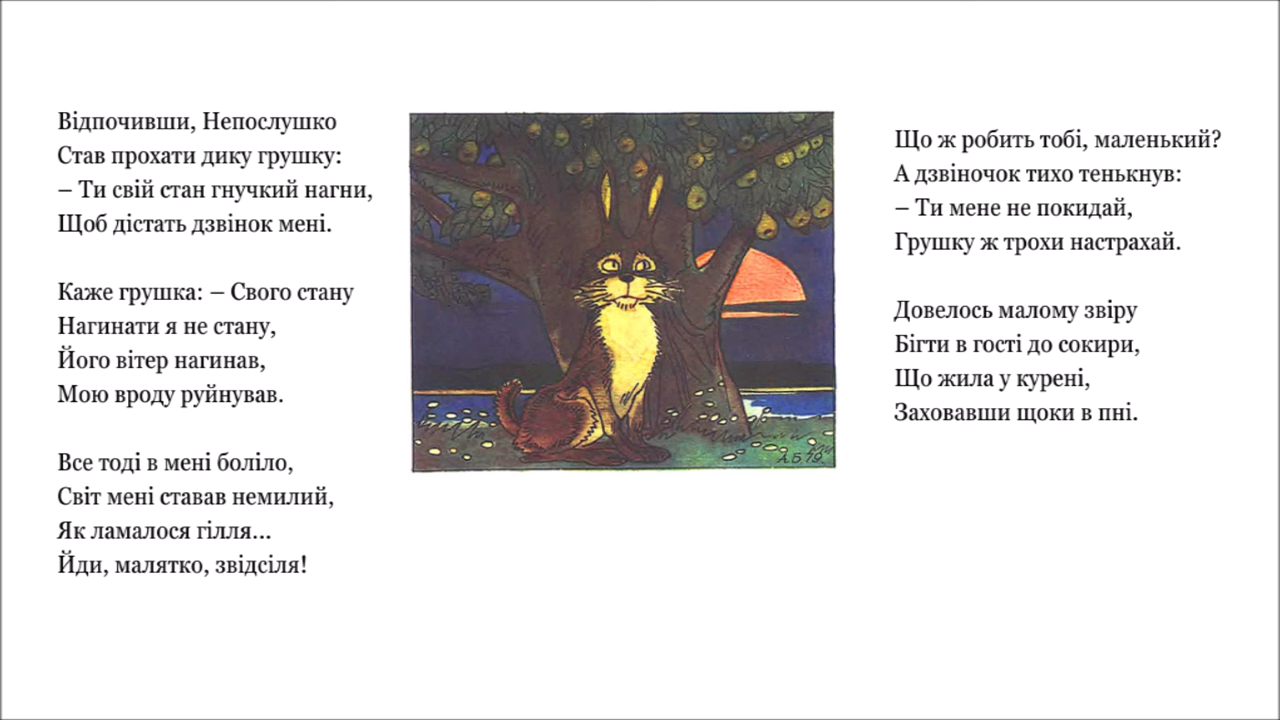 Відпочивши, Непослушко
Став прохати дику грушку:
– Ти свій стан гнучкий нагни,
Щоб дістать дзвінок мені.
Каже грушка: – Свого стану
Нагинати я не стану,
Його вітер нагинав,
Мою вроду руйнував.
Все тоді в мені боліло,
Світ мені ставав немилий,
Як ламалося гілля...
Йди, малятко, звідсіля!
Що ж робить тобі, маленький?
А дзвіночок тихо тенькнув:
– Ти мене не покидай,
Грушку ж трохи настрахай.
Довелось малому звіру
Бігти в гості до сокири,
Що жила у курені,
Заховавши щоки в пні.